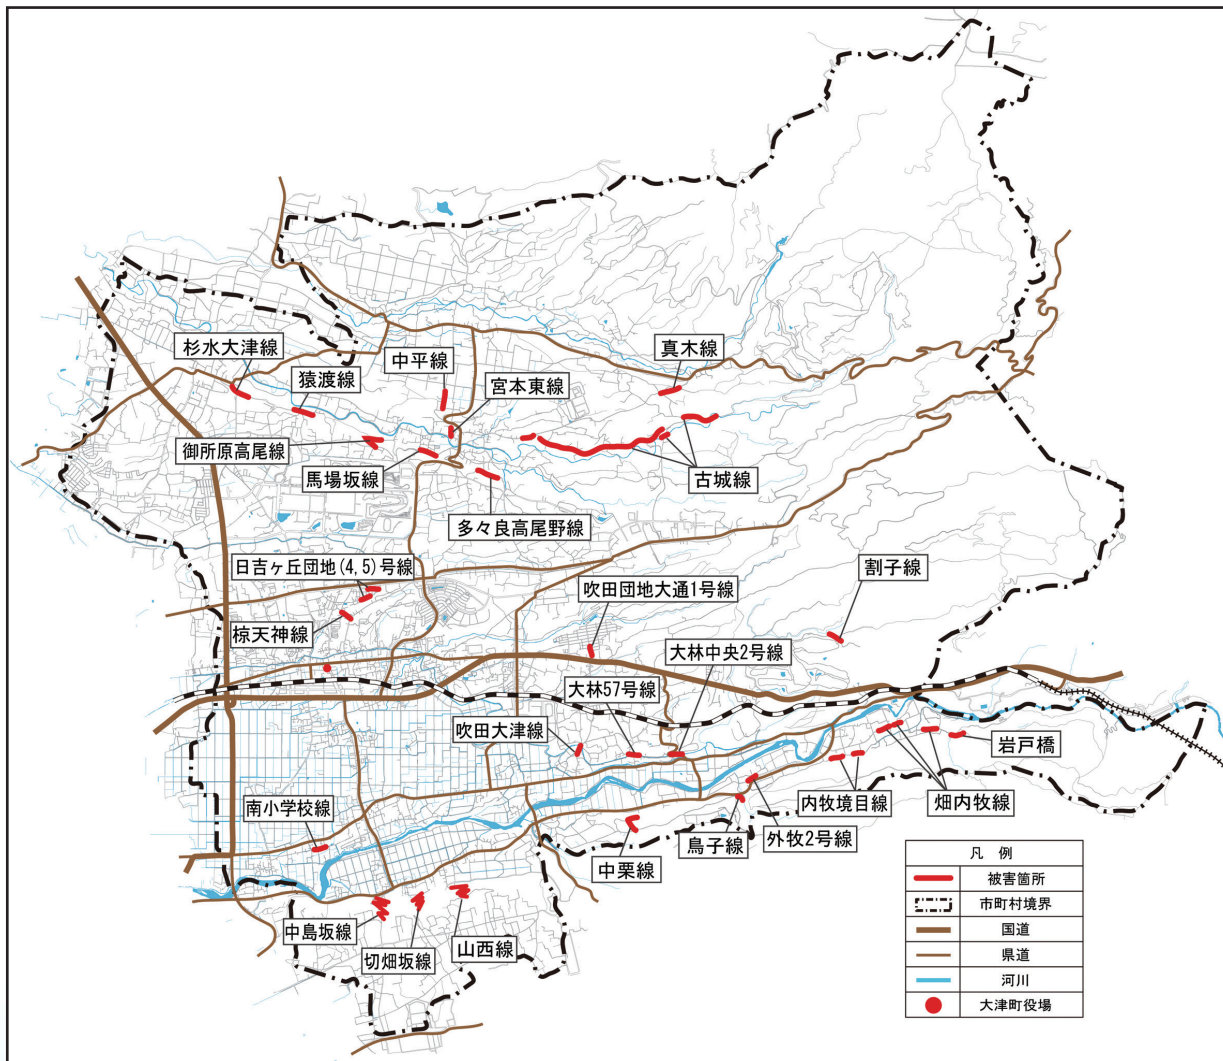 杉水大津線
猿渡線
中平線
宮本東線
真木線
御所原高尾線
馬場坂線
古城線
多々良高尾野線
日吉ヶ丘団地(4,5)号線
吹田団地大通1号線
割子線
椋天神線
大林中央2号線
大林57号線
吹田大津線
岩戸橋
南小学校線
内牧境目線
畑内牧線
外牧2号線
鳥子線
中栗線
中島坂線
切畑坂線
山西線
凡 例
被害箇所
市町村境界
国道
県道
河川
大津町役場